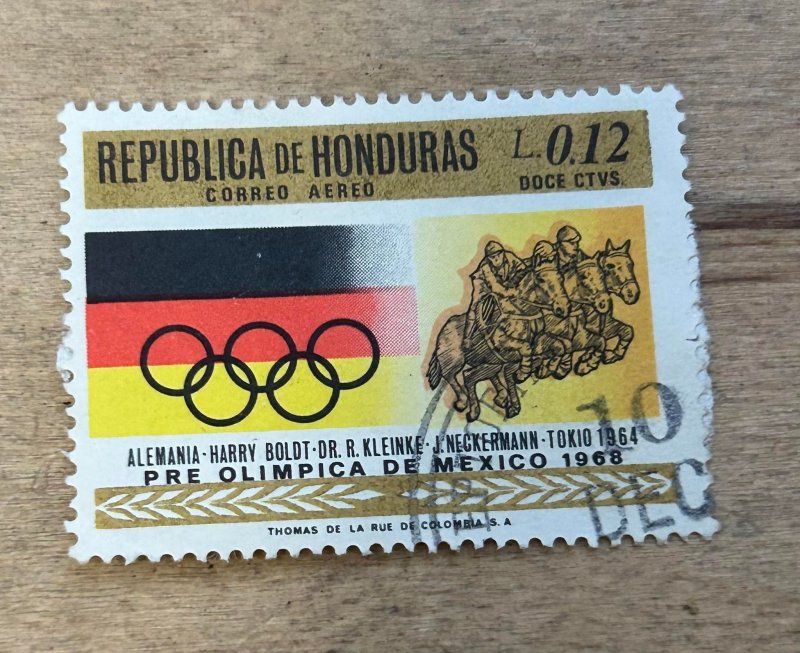 REPUBLICA DE HONDURAS L.0.12
CORREO AEREO DOCE CTVS.
ALEMANIA·HARRY BOLDT·DR. R. KLEINKE·J.NECKERMANN·TOKIO 1964
PRE OLIMPICA DE MEXICO 1968
THOMAS DE LA RUE DE COLOMBIA S.A
10
DEC